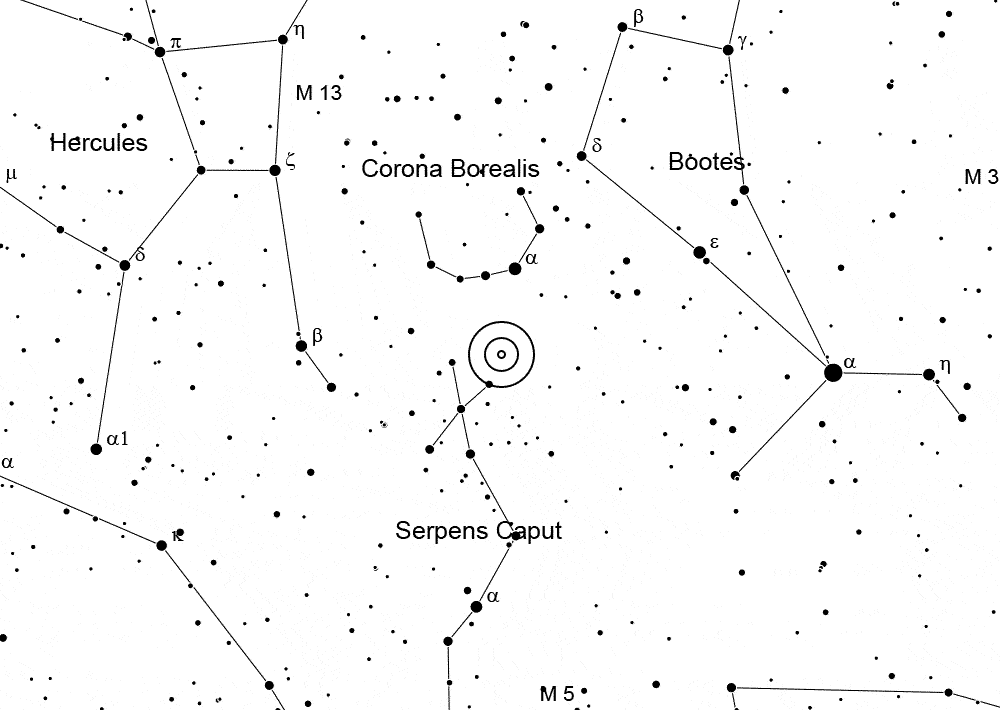 β
π
η
γ
M 13
Hercules
δ
ζ
Corona Borealis
Bootes
μ
M 3
δ
ε
α
β
α
η
α1
α
κ
Serpens Caput
α
M 5